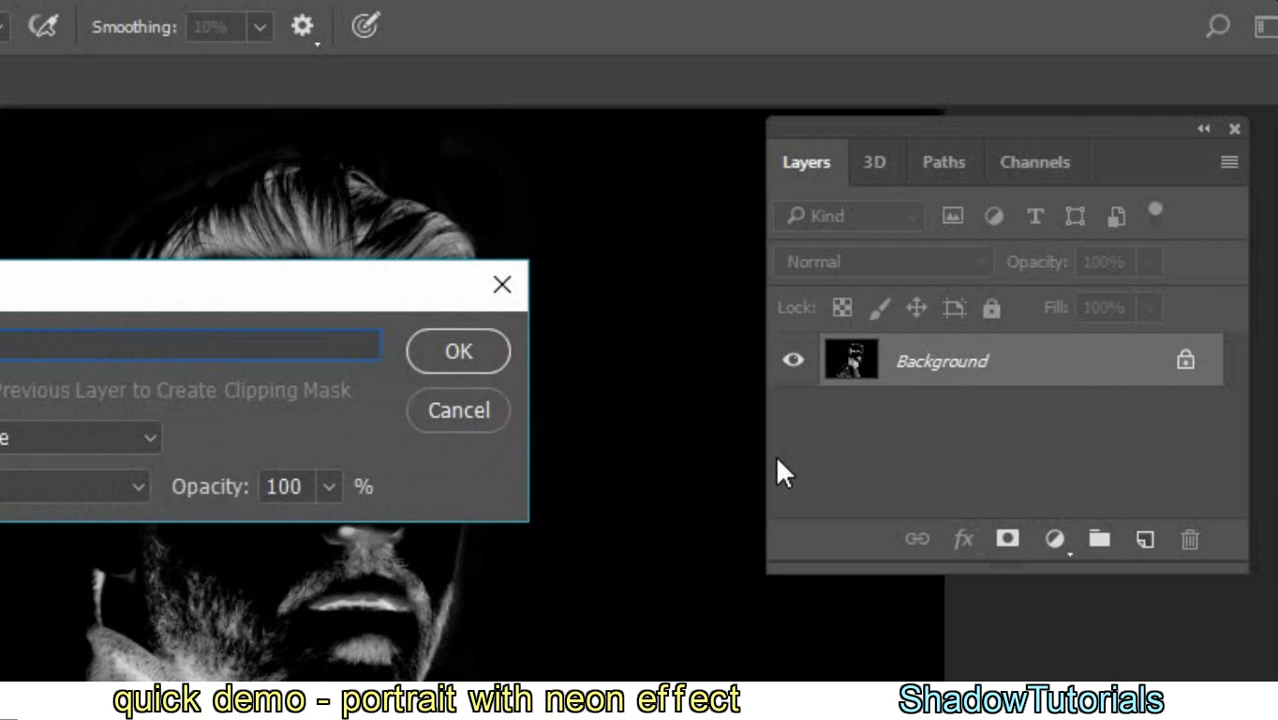 Smoothing: 10%
Layers 3D Paths Channels
Kind
Normal Opacity: 100%
Lock: Fill: 100%
Background
OK
Previous Layer to Create Clipping Mask
Cancel
e
Opacity: 100 %
fx
quick demo - portrait with neon effect
ShadowTutorials